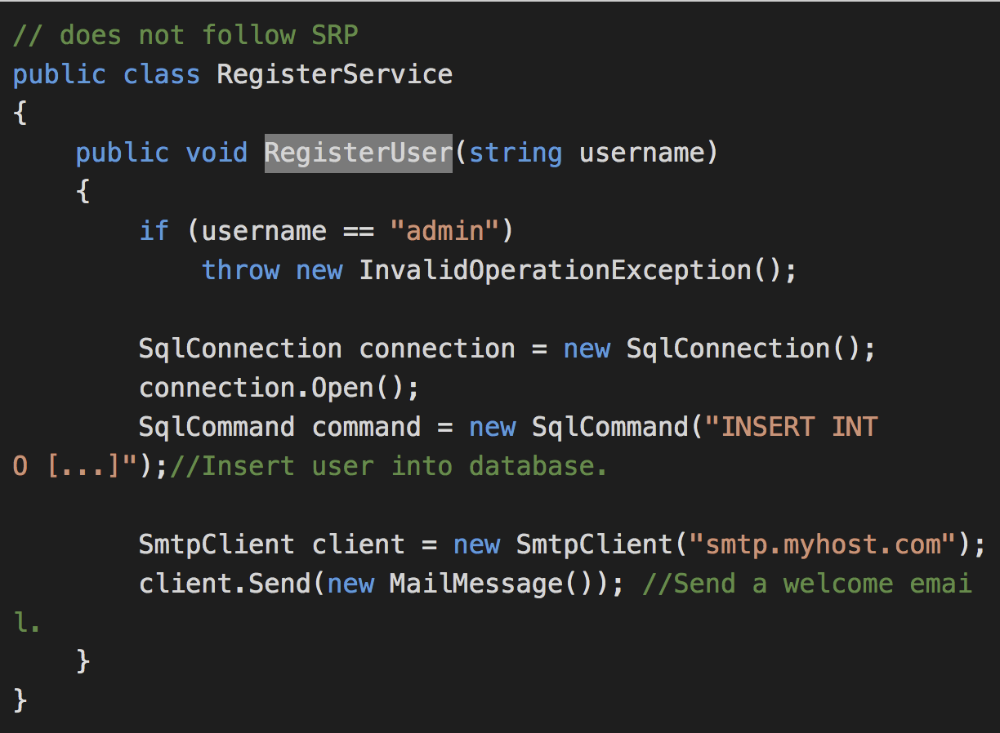 // does not follow SRP
public class RegisterService
{
    public void RegisterUser(string username)
    {
        if (username == "admin")
            throw new InvalidOperationException();

        SqlConnection connection = new SqlConnection();
        connection.Open();
        SqlCommand command = new SqlCommand("INSERT INT
O [...]");//Insert user into database.

        SmtpClient client = new SmtpClient("smtp.myhost.com");
        client.Send(new MailMessage()); //Send a welcome emai
l.
    }
}